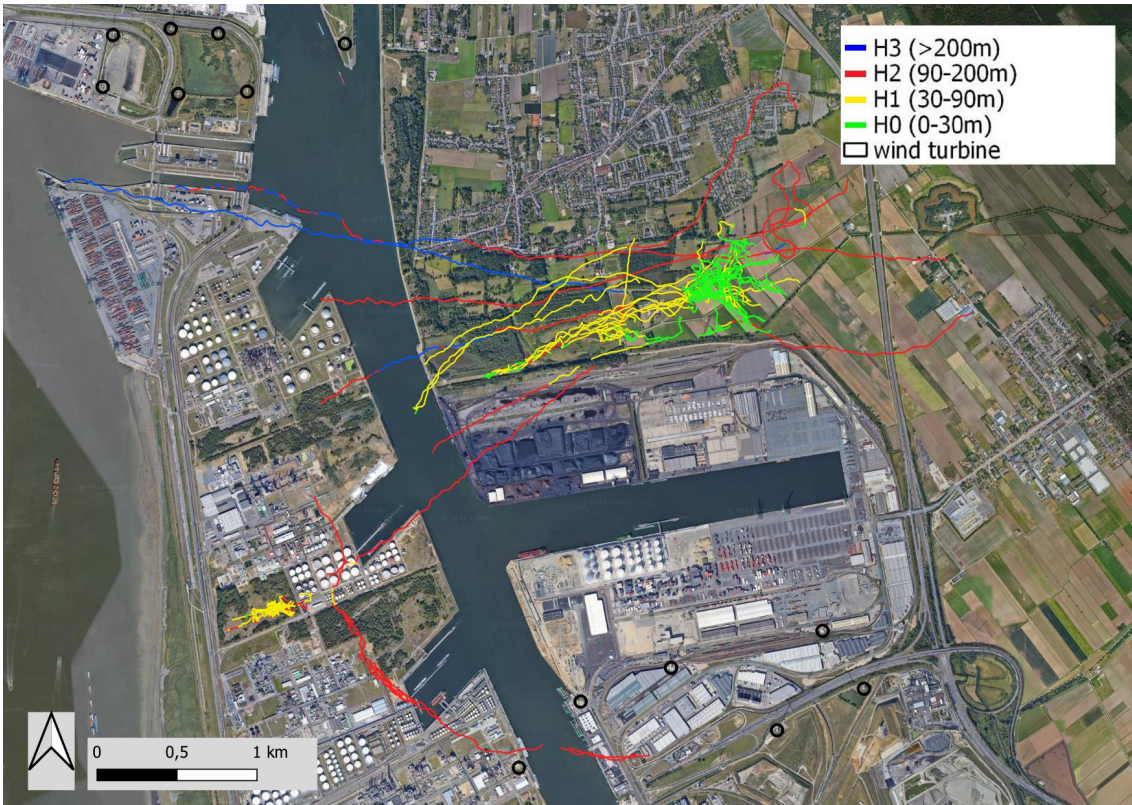 H3 (>200m)
H2 (90-200m)
H1 (30-90m)
H0 (0-30m)
wind turbine
0 0,5 1 km